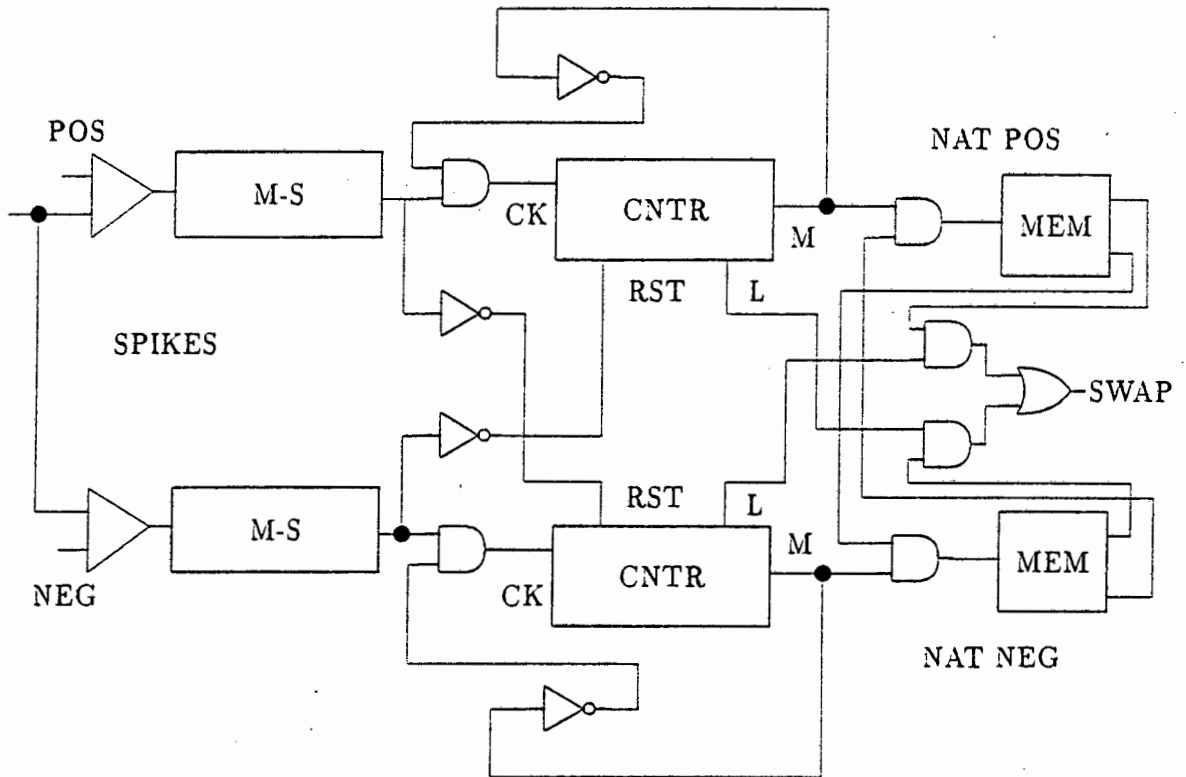 POS
NAT POS
M-S
CK
CNTR
M
MEM
RST
L
SPIKES
SWAP
RST
L
M-S
M
NEG
CK
CNTR
MEM
NAT NEG